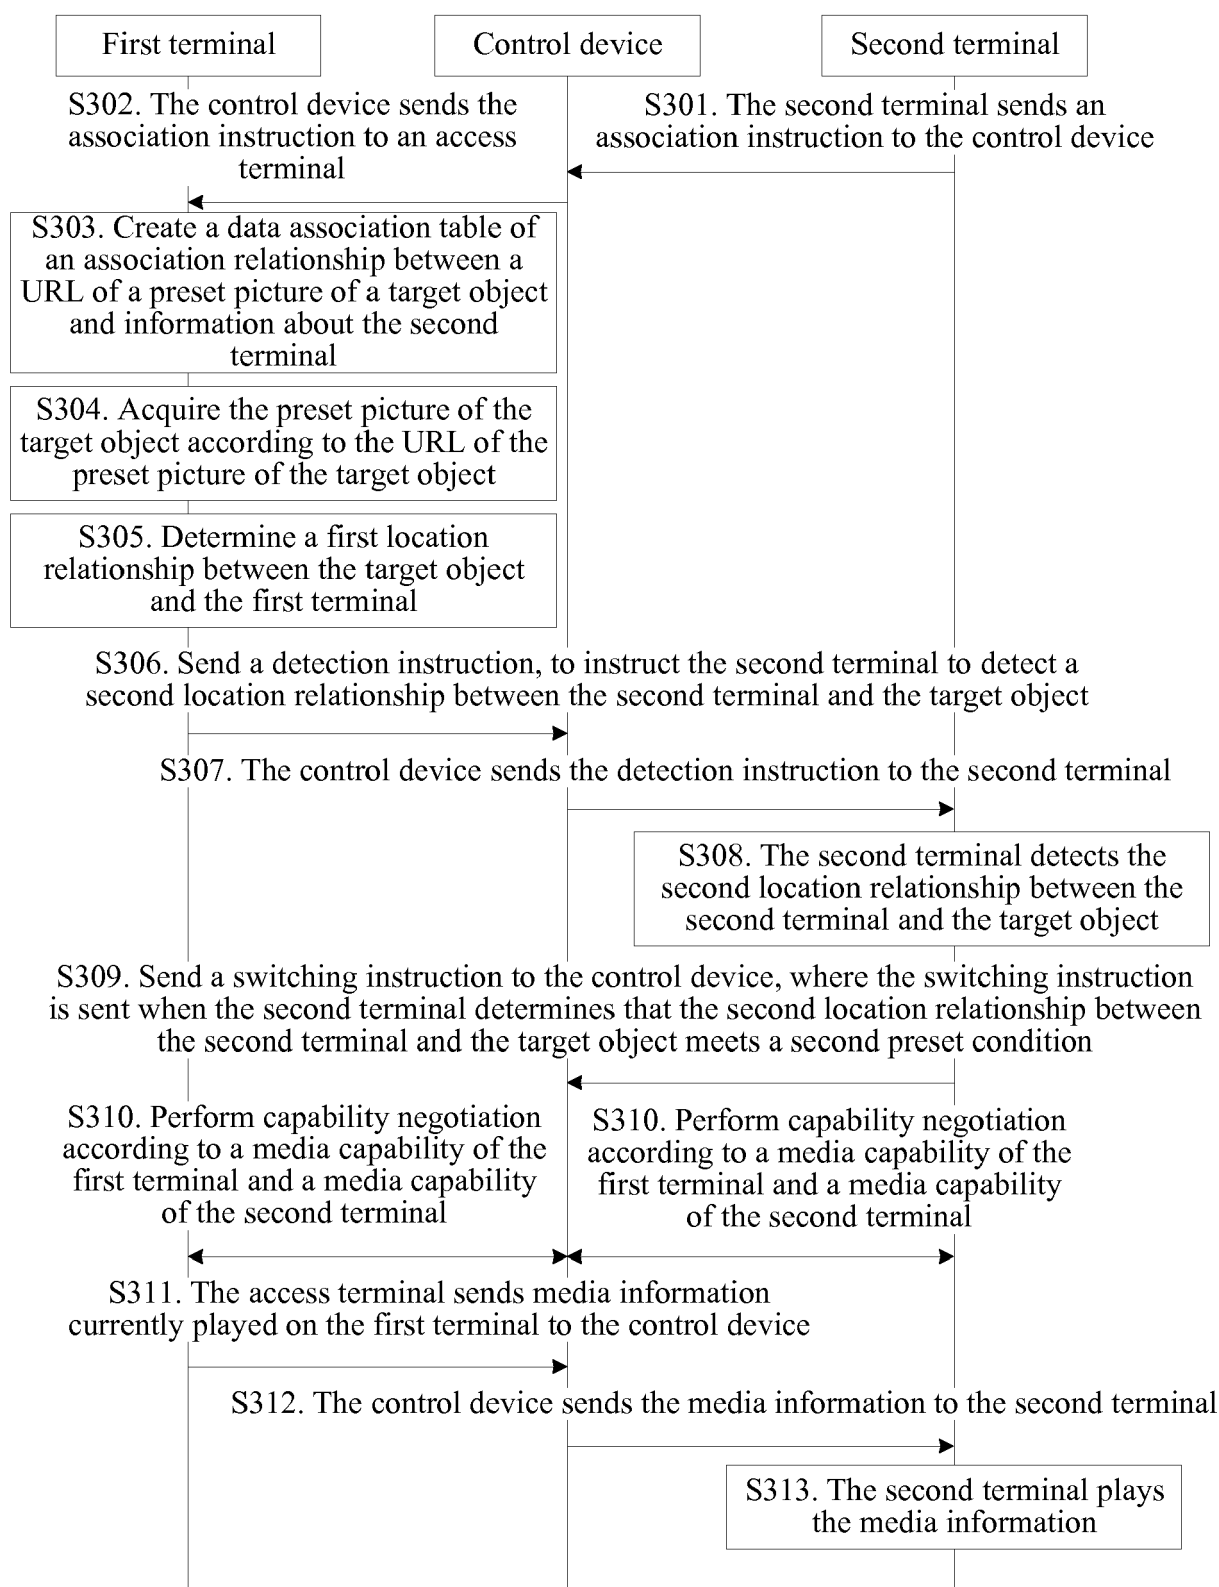 First terminal
Control device
Second terminal
S301. The second terminal sends an
association instruction to the control device
S302. The control device sends the
association instruction to an access
terminal
S303. Create a data association table of
an association relationship between a
URL of a preset picture of a target object
and information about the second
terminal
S304. Acquire the preset picture of the
target object according to the URL of the
preset picture of the target object
S305. Determine a first location
relationship between the target object
and the first terminal
S306. Send a detection instruction, to instruct the second terminal to detect a
second location relationship between the second terminal and the target object
S307. The control device sends the detection instruction to the second terminal
S308. The second terminal detects the
second location relationship between the
second terminal and the target object
S309. Send a switching instruction to the control device, where the switching instruction
is sent when the second terminal determines that the second location relationship between
the second terminal and the target object meets a second preset condition
S310. Perform capability negotiation
according to a media capability of the
first terminal and a media capability
of the second terminal
S310. Perform capability negotiation
according to a media capability of the
first terminal and a media capability
of the second terminal
S311. The access terminal sends media information
currently played on the first terminal to the control device
S312. The control device sends the media information to the second terminal
S313. The second terminal plays
the media information